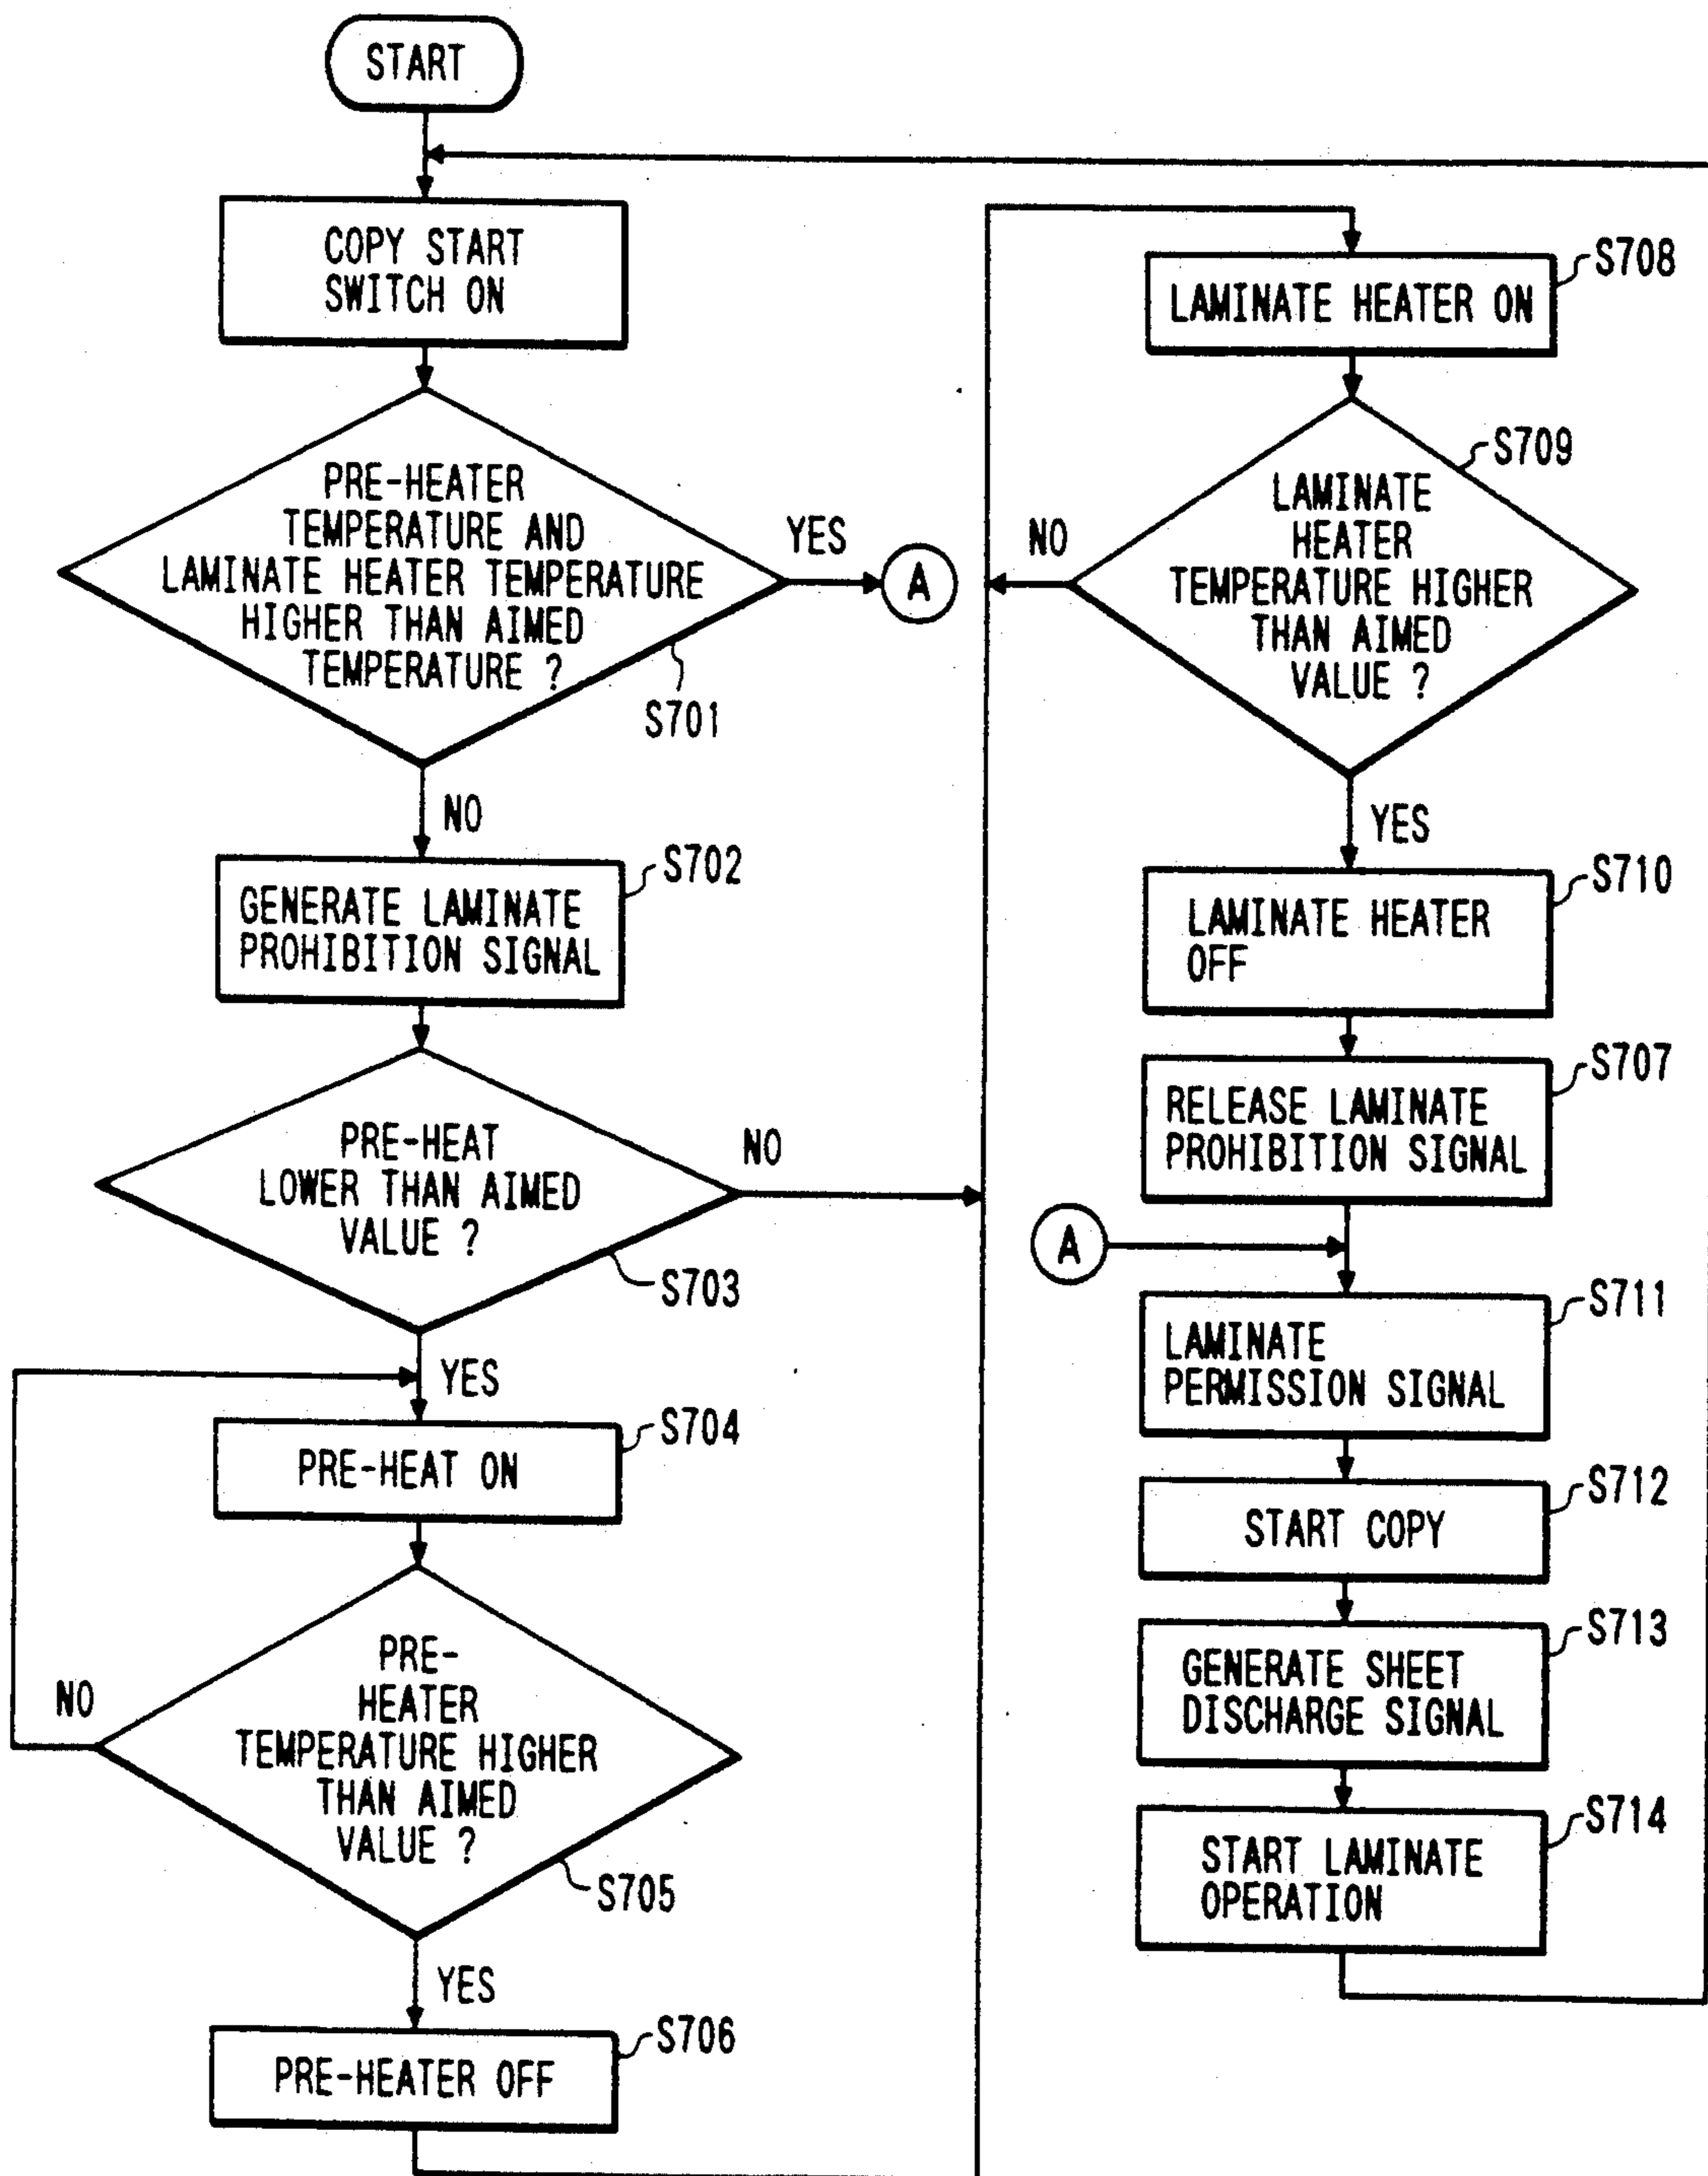 START
COPY START
SWITCH ON
PRE-HEATER
TEMPERATURE AND
LAMINATE HEATER TEMPERATURE
HIGHER THAN AIMED
TEMPERATURE ?
S701
YES
A
NO
S702
GENERATE LAMINATE
PROHIBITION SIGNAL
PRE-HEAT
LOWER THAN AIMED
VALUE ?
NO
S703
YES
S704
PRE-HEAT ON
PRE-
HEATER
TEMPERATURE HIGHER
THAN AIMED
VALUE ?
NO
S705
YES
S706
PRE-HEATER OFF
S708
LAMINATE HEATER ON
S709
LAMINATE
HEATER
TEMPERATURE HIGHER
THAN AIMED
VALUE ?
NO
YES
S710
LAMINATE HEATER
OFF
S707
RELEASE LAMINATE
PROHIBITION SIGNAL
A
S711
LAMINATE
PERMISSION SIGNAL
S712
START COPY
S713
GENERATE SHEET
DISCHARGE SIGNAL
S714
START LAMINATE
OPERATION